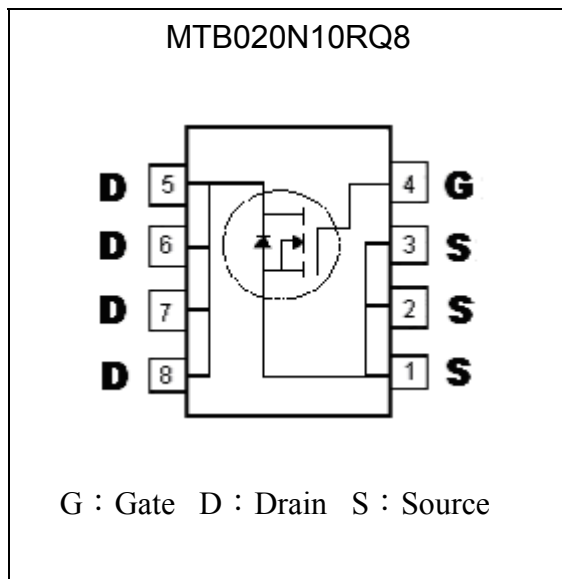 MTB020N10RQ8
D 5 4 G
D 6 3 S
D 7 2 S
D 8 1 S
G：Gate D：Drain S：Source